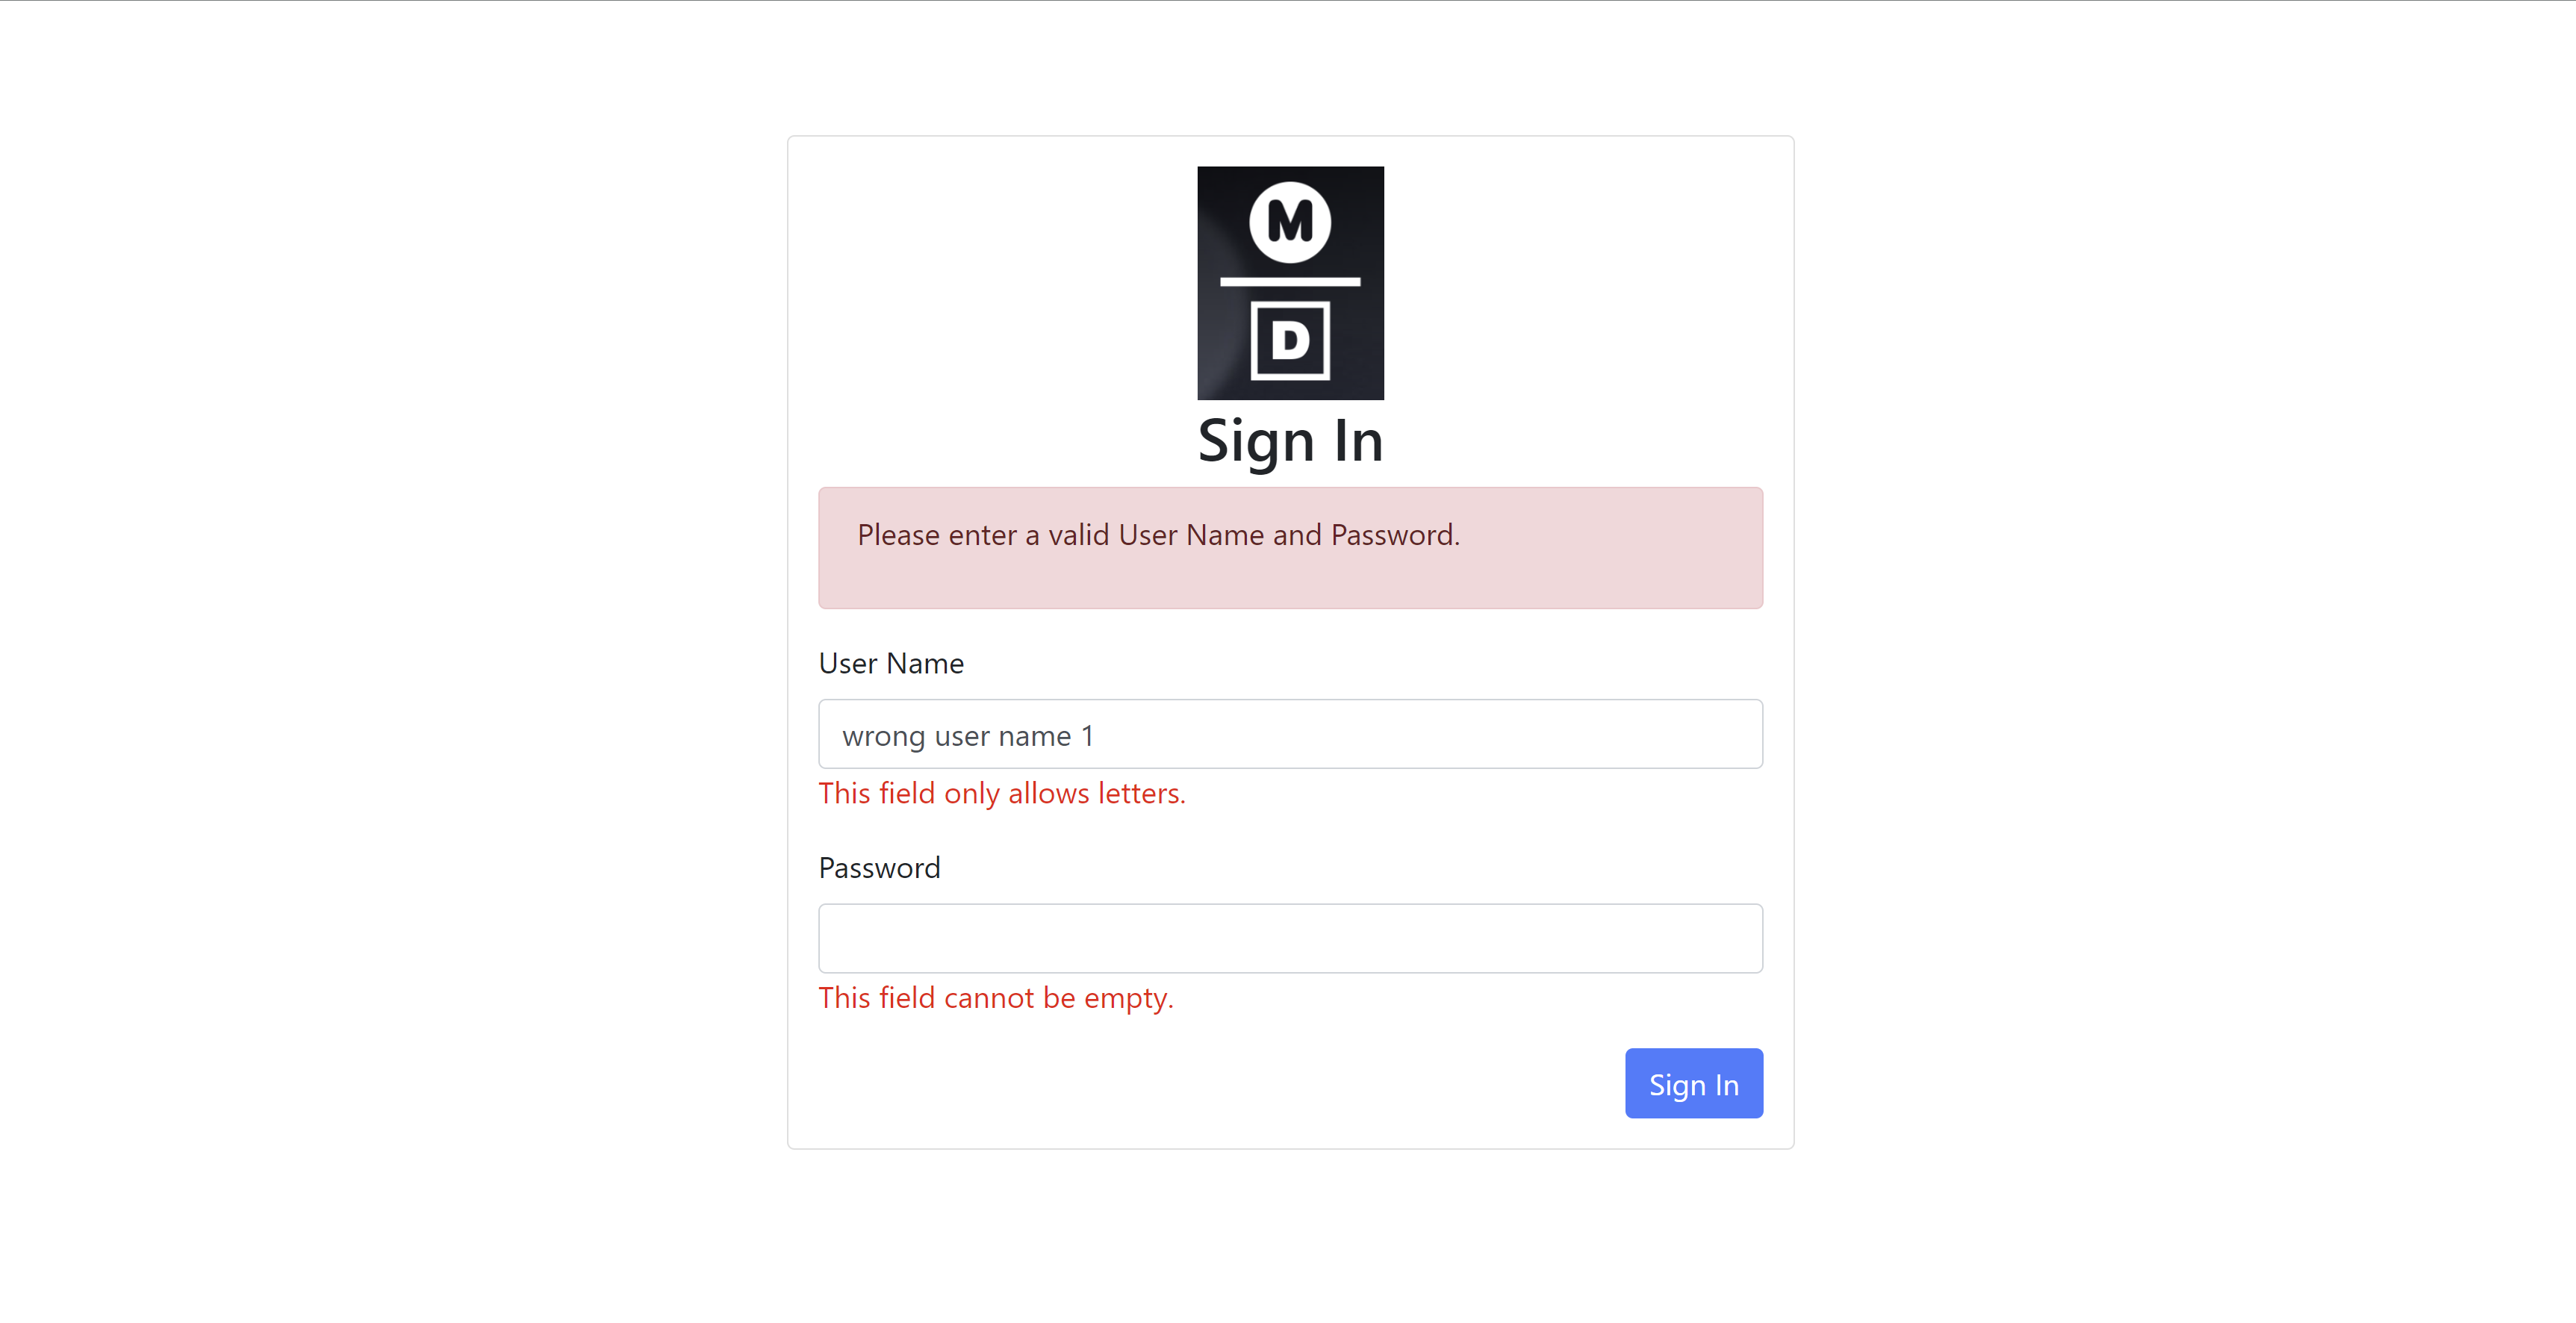 M
D
Sign In
Please enter a valid User Name and Password.
User Name
wrong user name 1
This field only allows letters.
Password
This field cannot be empty.
Sign In